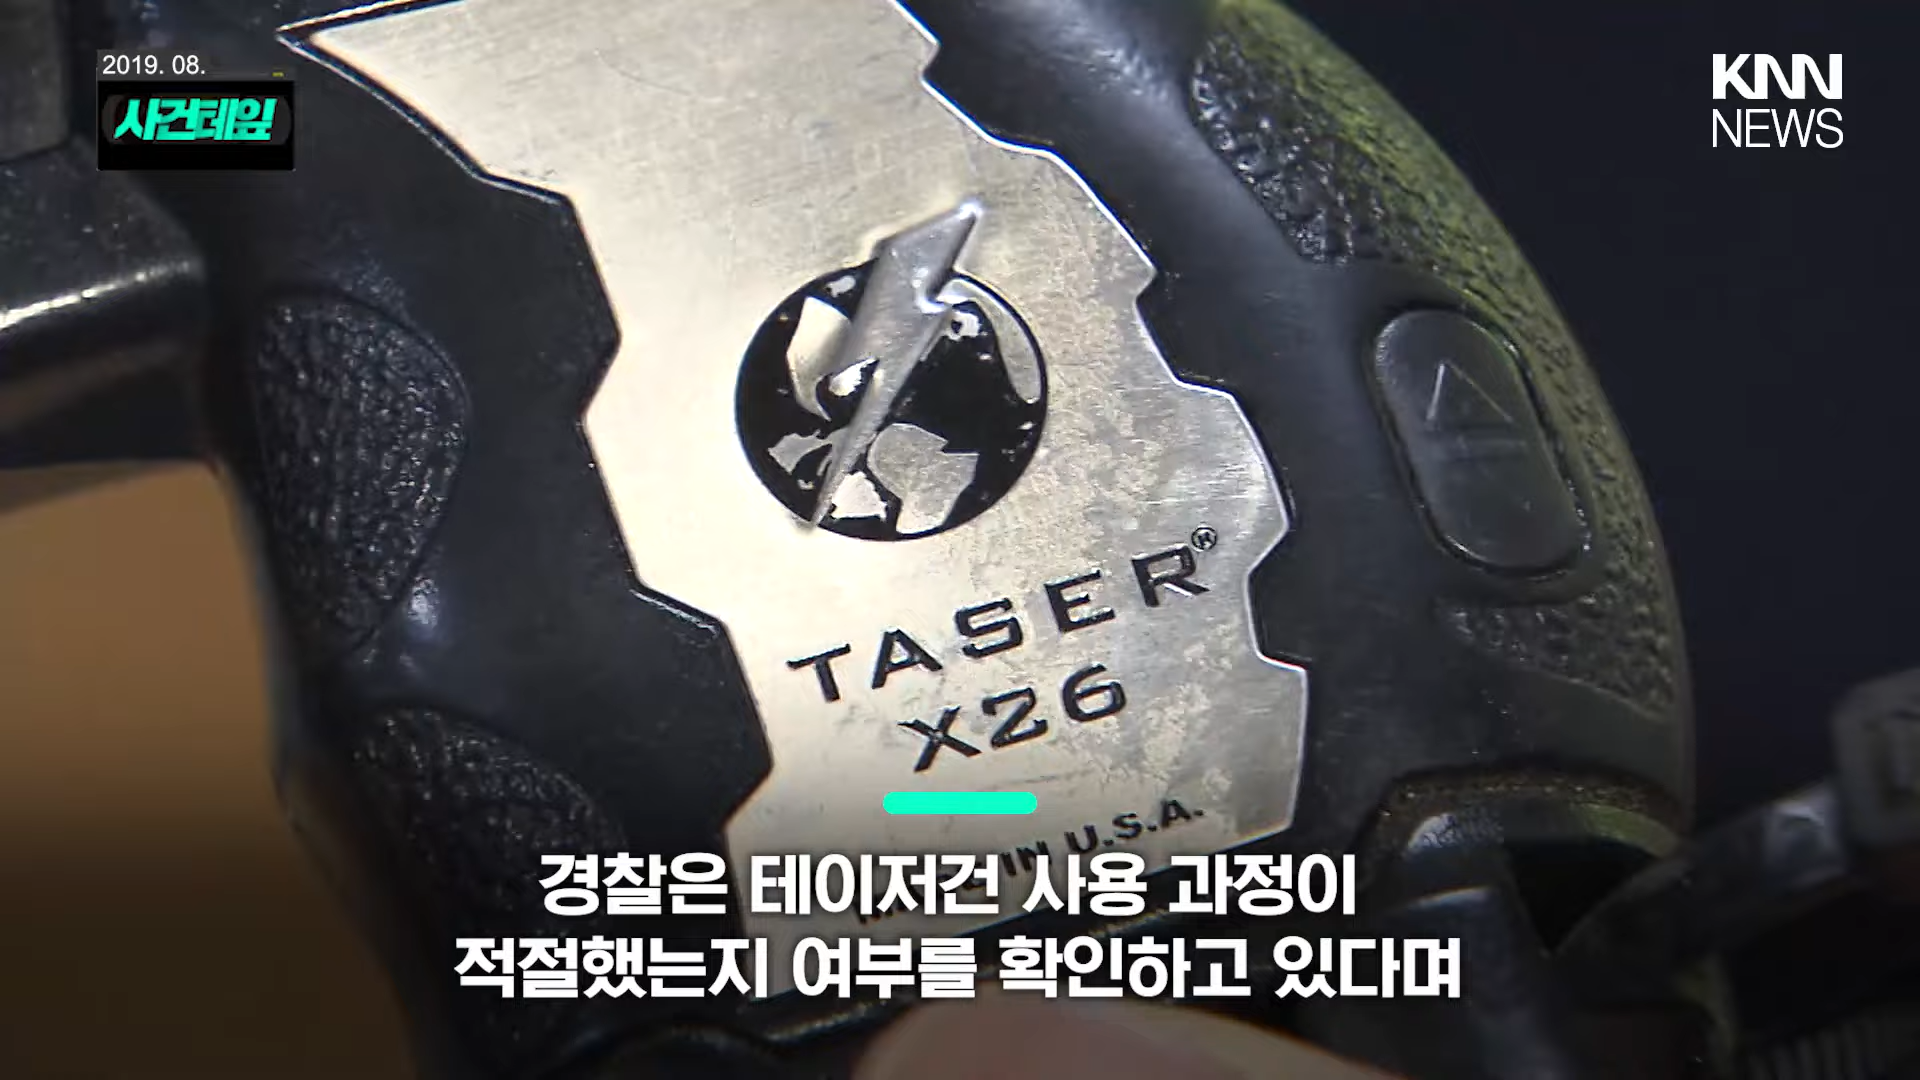 2019. 08.
사건테잎
KNN
NEWS
TASER®
X26
IN U.S.A.
경찰은 테이저건 사용 과정이
적절했는지 여부를 확인하고 있다며